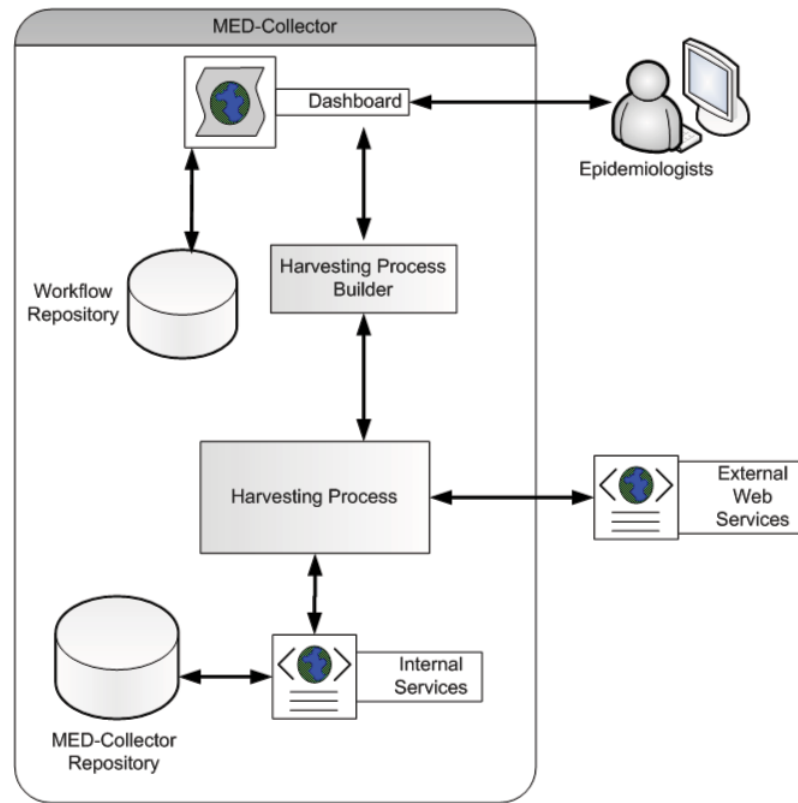 MED-Collector
Dashboard
Epidemiologists
Harvesting Process
Builder
Workflow
Repository
Harvesting Process
External
Web
Services
Internal
Services
MED-Collector
Repository